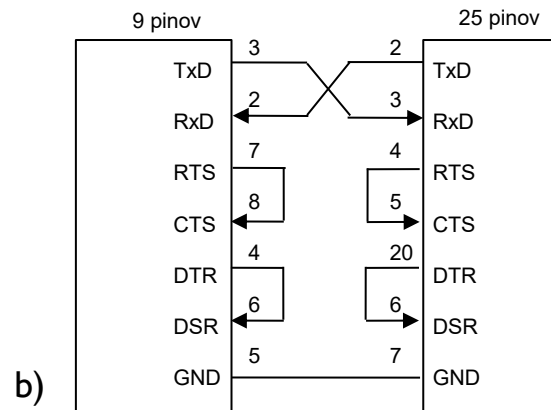 9 pinov 25 pinov
3 2
TxD TxD
2 3
RxD RxD
7 4
RTS RTS
8 5
CTS CTS
4 20
DTR DTR
6 6
DSR DSR
5 7
b) GND GND